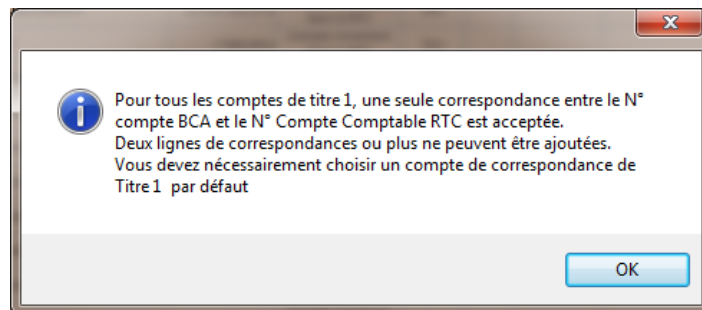 Pour tous les comptes de titre 1, une seule correspondance entre le N°
compte BCA et le N° Compte Comptable RTC est acceptée.
Deux lignes de correspondances ou plus ne peuvent être ajoutées.
Vous devez nécessairement choisir un compte de correspondance de
Titre 1  par défaut
OK